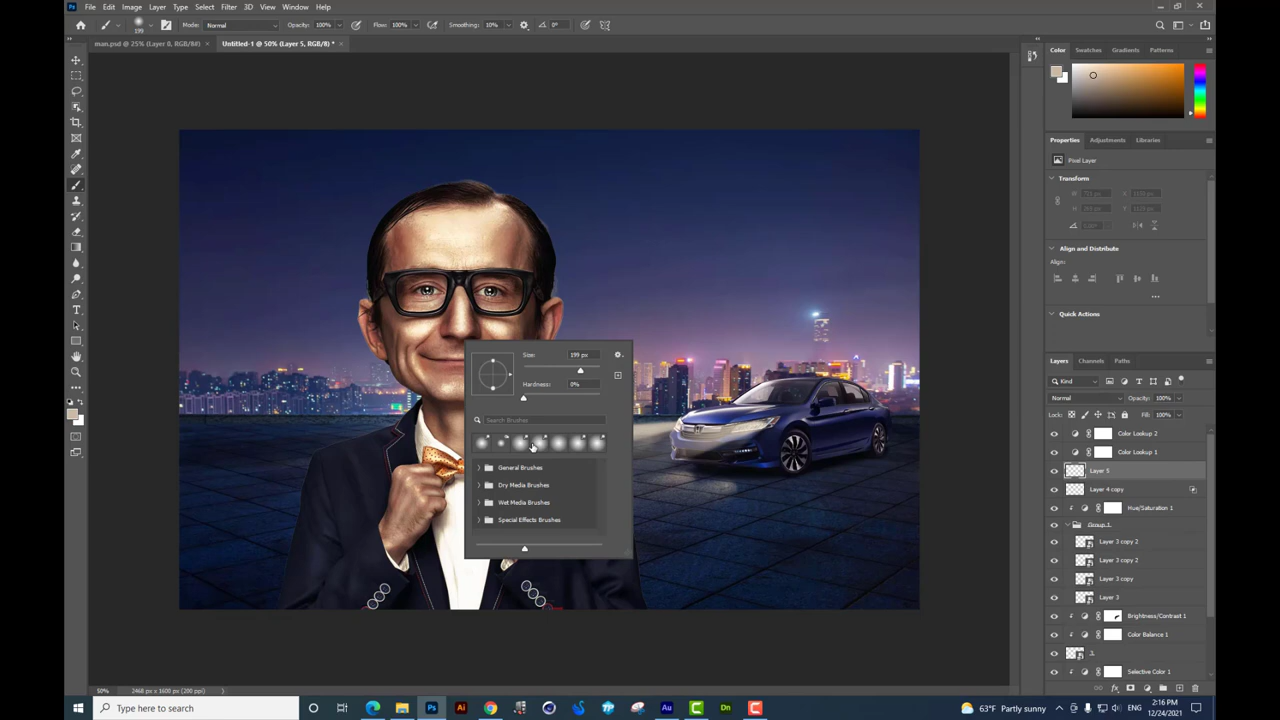 File Edit Image Layer Type Select Filter 3D View Window Help
199 Mode: Normal Opacity: 100% Flow: 100% Smoothing: 10% 0°
man.psd @ 25% (Layer 0, RGB/8#) × Untitled-1 @ 50% (Layer 5, RGB/8) * ×
Color Swatches Gradients Patterns
Properties Adjustments Libraries
Pixel Layer
Transform
Align and Distribute
Align:
Quick Actions
Size: 199 px
Hardness: 0%
Search Brushes
General Brushes
Dry Media Brushes
Wet Media Brushes
Special Effects Brushes
Layers Channels Paths
Kind
Normal Opacity: 100%
Lock: Fill: 100%
Color Lookup 2
Color Lookup 1
Layer 5
Layer 4 copy
Hue/Saturation 1
Group 1
Layer 3 copy 2
Layer 3 copy 2
Layer 3 copy
Layer 3
Brightness/Contrast 1
Color Balance 1
Selective Color 1
50% 2468 px x 1600 px (200 ppi)
Type here to search
63°F Partly sunny ENG 2:16 PM
12/24/2021